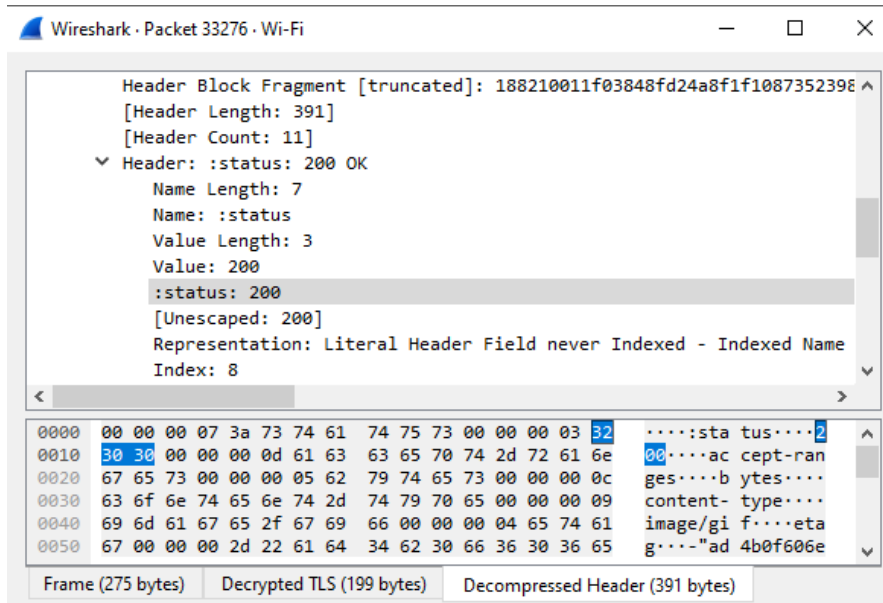 Wireshark · Packet 33276 · Wi-Fi
Header Block Fragment [truncated]: 188210011f03848fd24a8f1f1087352398
[Header Length: 391]
[Header Count: 11]
Header: :status: 200 OK
Name Length: 7
Name: :status
Value Length: 3
Value: 200
:status: 200
[Unescaped: 200]
Representation: Literal Header Field never Indexed - Indexed Name
Index: 8
0000 00 00 00 07 3a 73 74 61 74 75 73 00 00 00 03 32 ····:sta tus····2
0010 30 30 00 00 00 0d 61 63 63 65 70 74 2d 72 61 6e 00····ac cept-ran
0020 67 65 73 00 00 00 05 62 79 74 65 73 00 00 00 0c ges····b ytes····
0030 63 6f 6e 74 65 6e 74 2d 74 79 70 65 00 00 00 09 content- type····
0040 69 6d 61 67 65 2f 67 69 66 00 00 00 04 65 74 61 image/gi f····eta
0050 67 00 00 00 2d 22 61 64 34 62 30 66 36 30 36 65 g···-"ad 4b0f606e
Frame (275 bytes) Decrypted TLS (199 bytes) Decompressed Header (391 bytes)